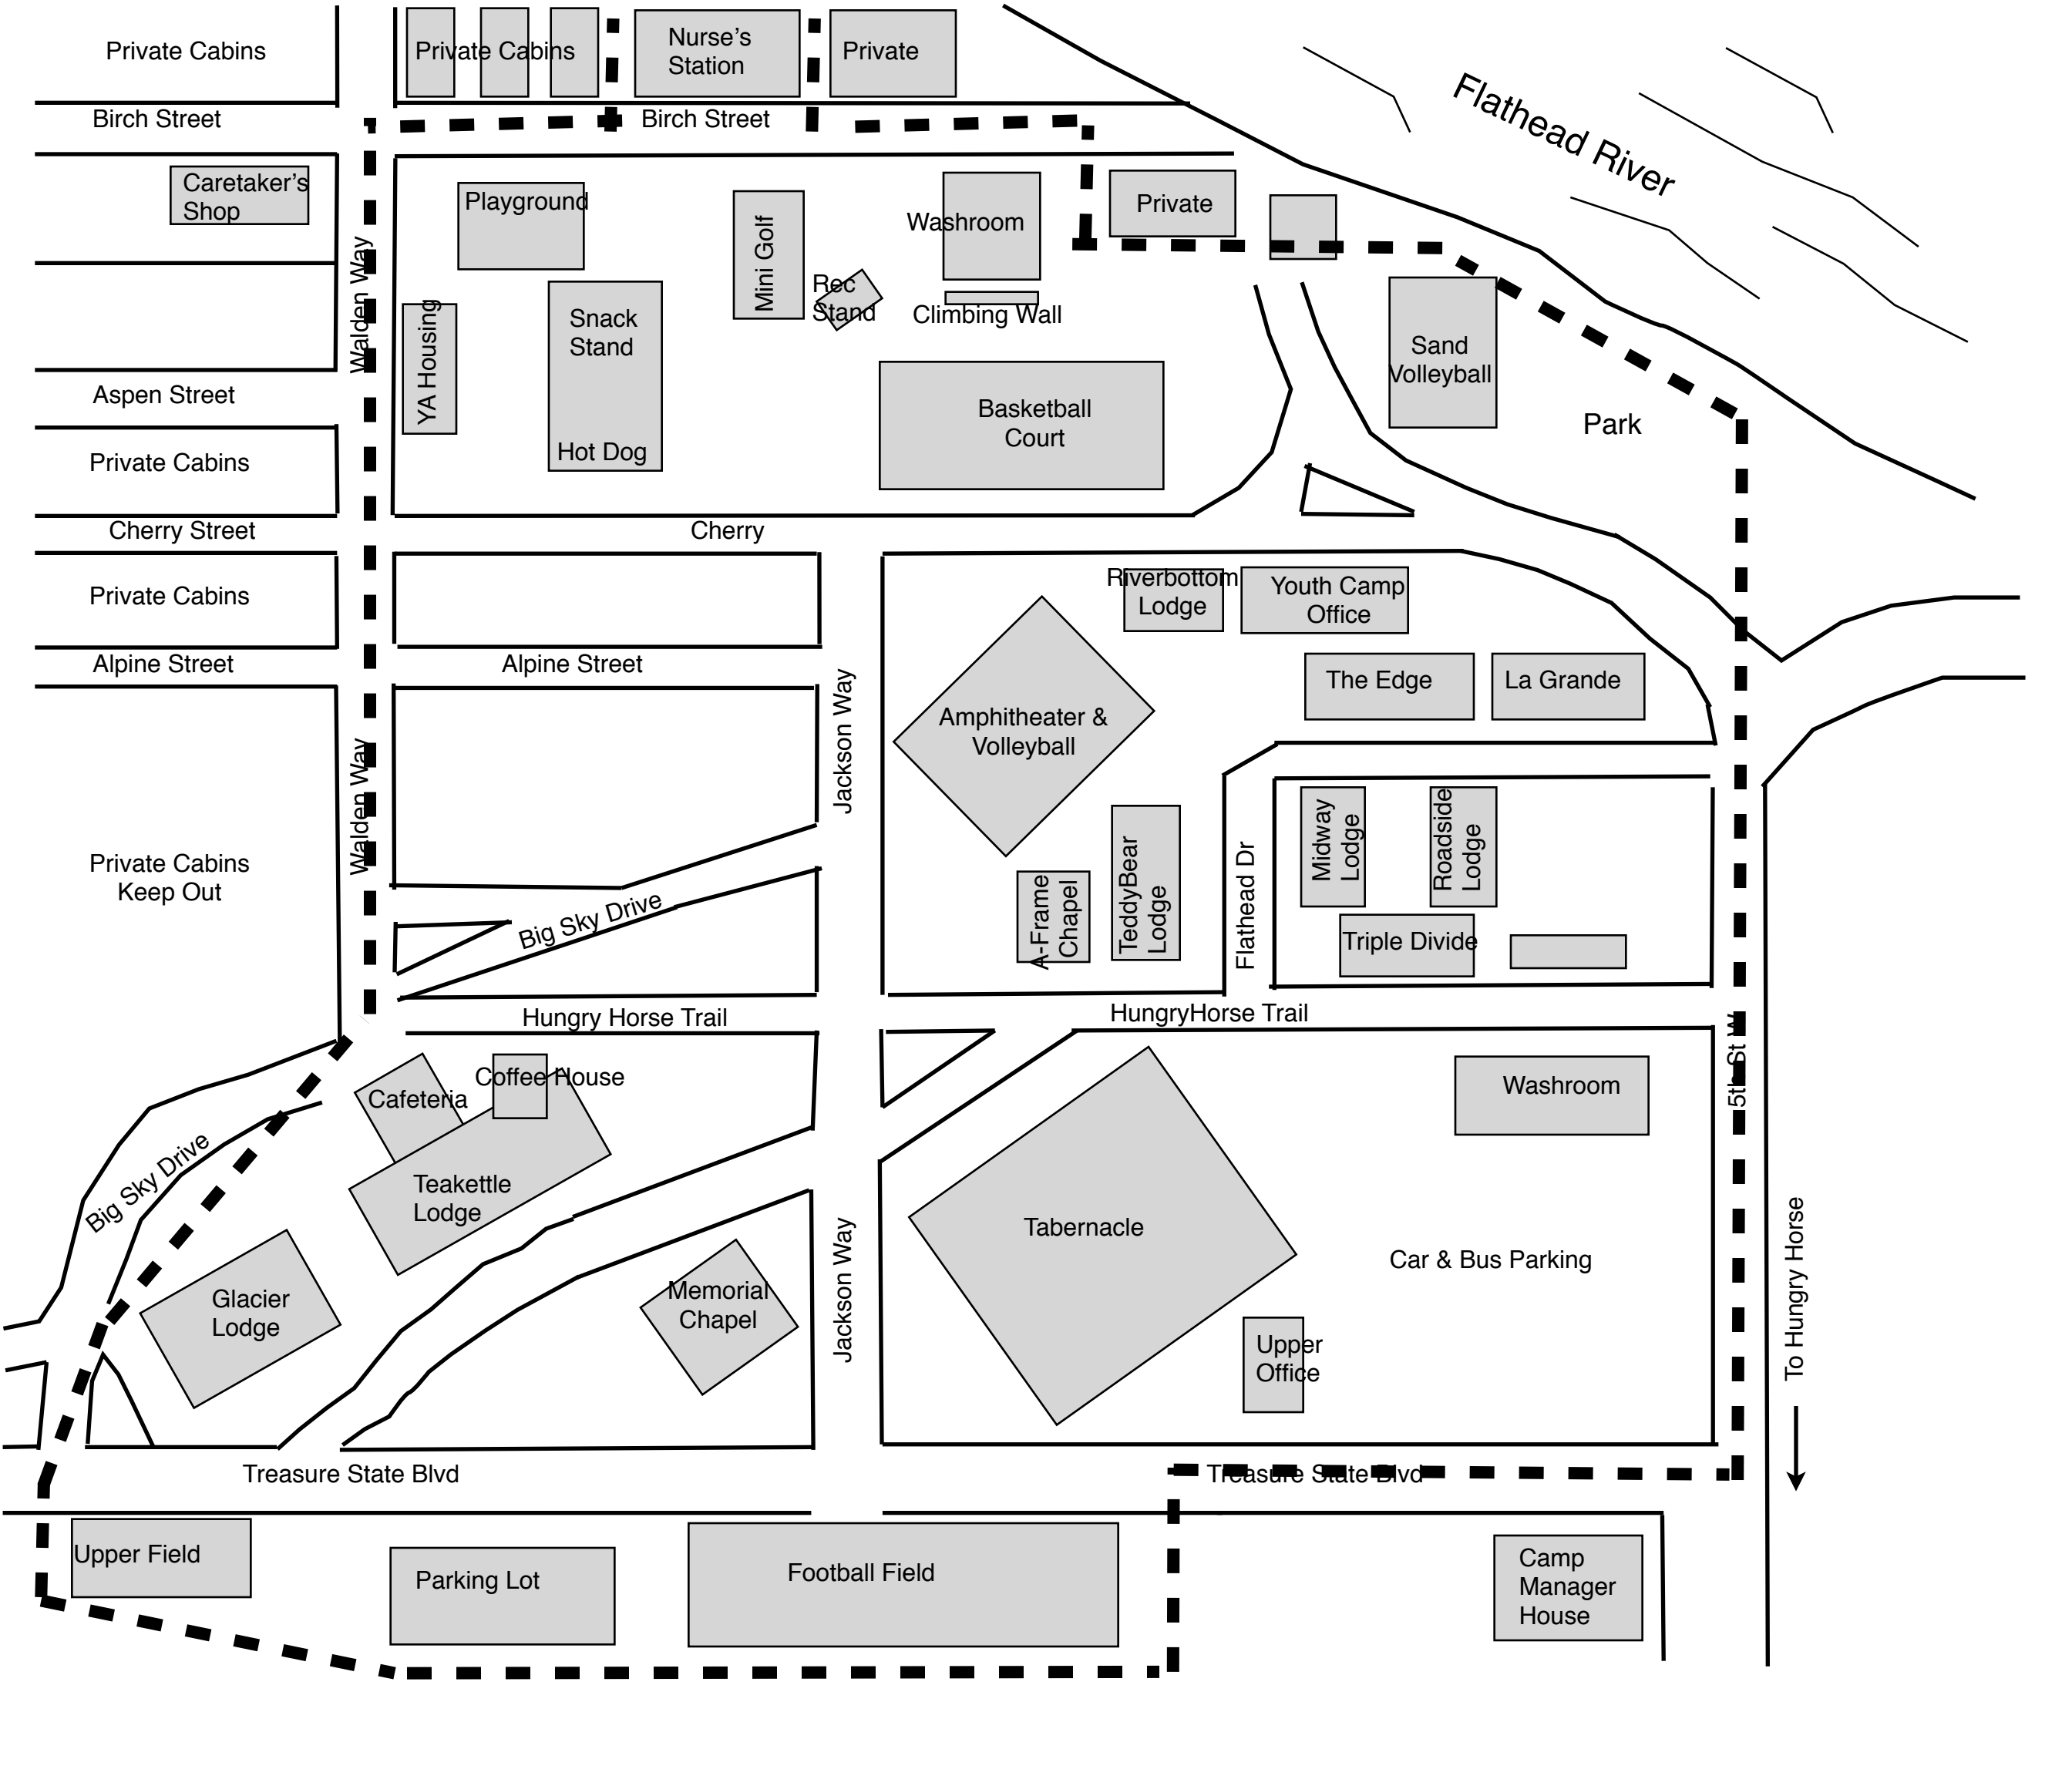 Private Cabins
Private Cabins
Nurse's
Station
Private
Flathead River
Birch Street
Birch Street
Caretaker's
Shop
Playground
Mini Golf
Washroom
Private
Walden Way
YA Housing
Snack
Stand
Hot Dog
Rec
Stand
Climbing Wall
Sand
Volleyball
Park
Aspen Street
Basketball
Court
Private Cabins
Cherry Street
Cherry
Private Cabins
Riverbottom
Lodge
Youth Camp
Office
Alpine Street
Alpine Street
The Edge
La Grande
Jackson Way
Amphitheater &
Volleyball
Walden Way
Private Cabins
Keep Out
Big Sky Drive
A-Frame
Chapel
TeddyBear
Lodge
Flathead Dr
Midway
Lodge
Roadside
Lodge
Triple Divide
Hungry Horse Trail
HungryHorse Trail
5th St W
Cafeteria
Coffee House
Washroom
Big Sky Drive
Teakettle
Lodge
Tabernacle
Car & Bus Parking
To Hungry Horse
Glacier
Lodge
Memorial
Chapel
Jackson Way
Upper
Office
Treasure State Blvd
Treasure State Blvd
Upper Field
Parking Lot
Football Field
Camp
Manager
House